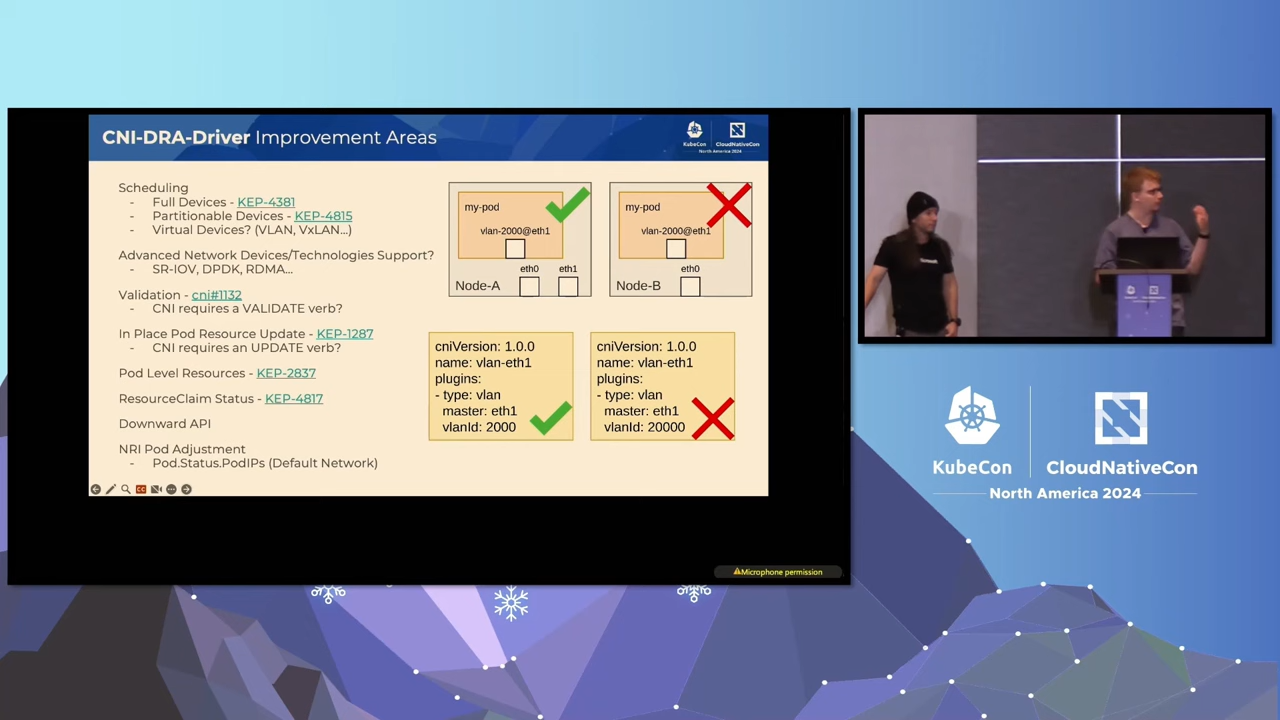 CNI-DRA-Driver Improvement Areas
KubeCon
CloudNativeCon
North America 2024
Scheduling
- Full Devices - KEP-4381
- Partitionable Devices - KEP-4815
- Virtual Devices? (VLAN, VxLAN...)
Advanced Network Devices/Technologies Support?
- SR-IOV, DPDK, RDMA...
Validation - cni#1132
- CNI requires a VALIDATE verb?
In Place Pod Resource Update - KEP-1287
- CNI requires an UPDATE verb?
Pod Level Resources - KEP-2837
ResourceClaim Status - KEP-4817
Downward API
NRI Pod Adjustment
- Pod.Status.PodIPs (Default Network)
my-pod
vlan-2000@eth1
eth0 eth1
Node-A
my-pod
vlan-2000@eth1
eth0
Node-B
cniVersion: 1.0.0
name: vlan-eth1
plugins:
- type: vlan
master: eth1
vlanId: 2000
cniVersion: 1.0.0
name: vlan-eth1
plugins:
- type: vlan
master: eth1
vlanId: 20000
CC
Microphone permission
KubeCon
CloudNativeCon
North America 2024